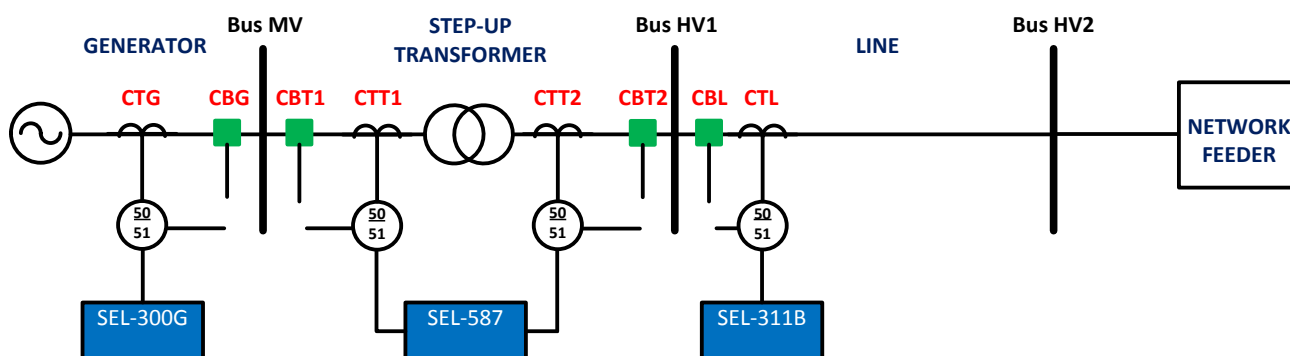 Bus MV
STEP-UP
TRANSFORMER
Bus HV1
Bus HV2
GENERATOR
LINE
CTG
CBG
CBT1
CTT1
CTT2
CBT2
CBL
CTL
NETWORK
FEEDER
50
51
50
51
50
51
50
51
SEL-300G
SEL-587
SEL-311B